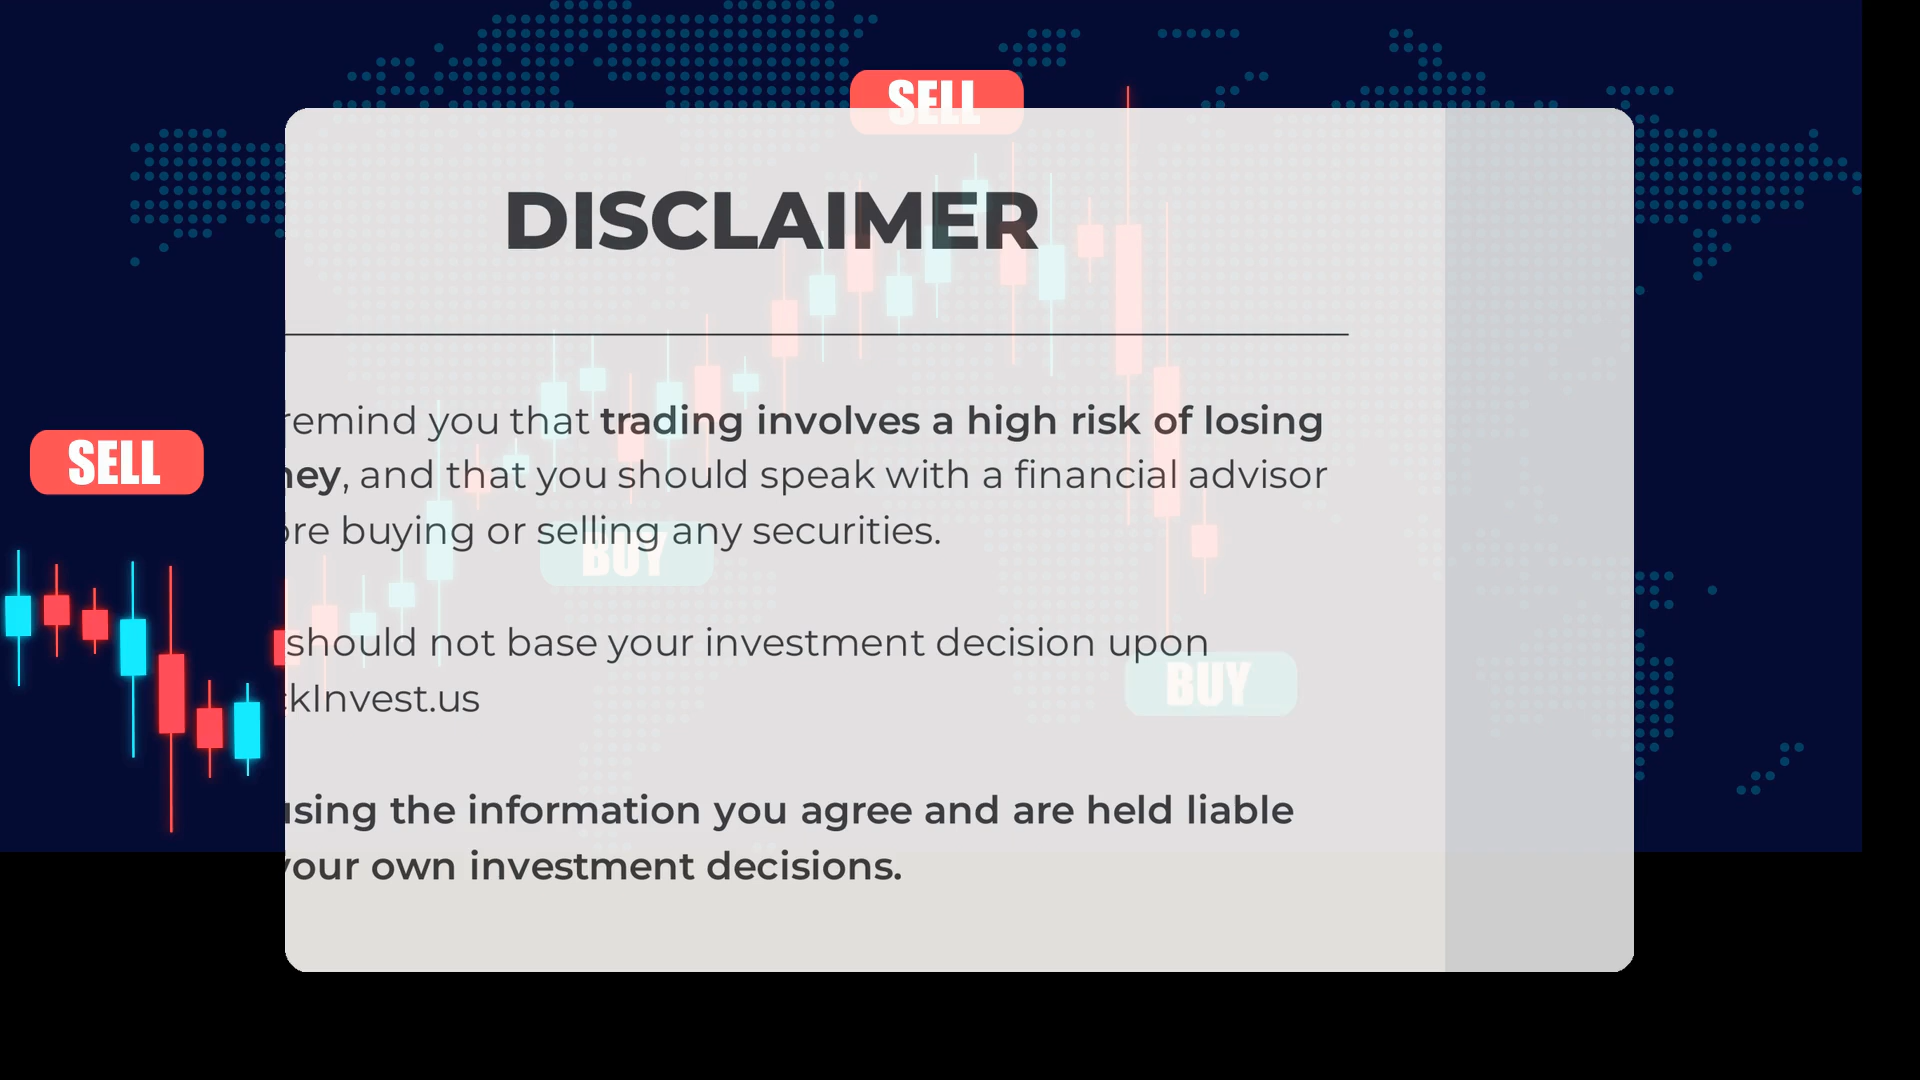 SELL
DISCLAIMER
remind you that trading involves a high risk of losing
ney, and that you should speak with a financial advisor
SELL
ore buying or selling any securities.
BUY
should not base your investment decision upon
BUY
ckInvest.us
using the information you agree and are held liable
your own investment decisions.